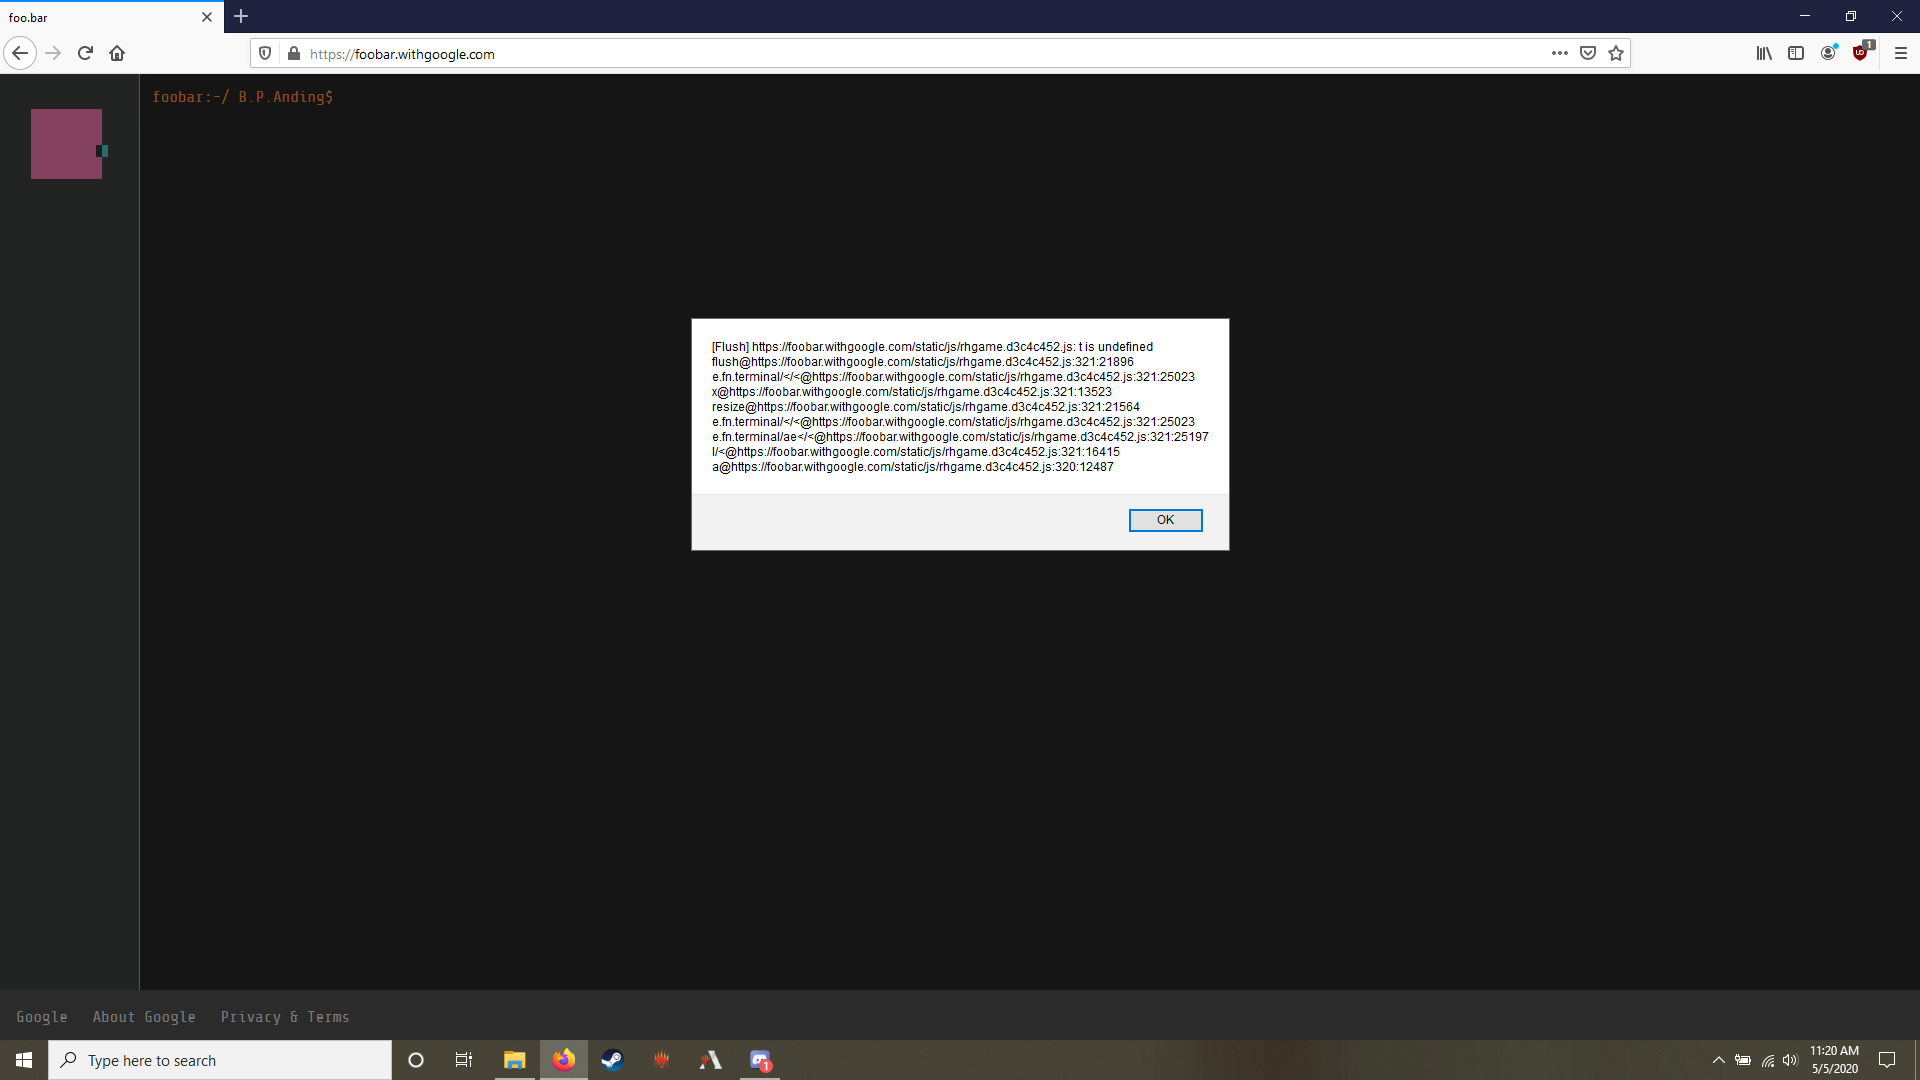 foo.bar
https://foobar.withgoogle.com
1
foobar:~/ B.P.Anding$
[Flush] https://foobar.withgoogle.com/static/js/rhgame.d3c4c452.js: t is undefined
flush@https://foobar.withgoogle.com/static/js/rhgame.d3c4c452.js:321:21896
e.fn.terminal/</<@https://foobar.withgoogle.com/static/js/rhgame.d3c4c452.js:321:25023
x@https://foobar.withgoogle.com/static/js/rhgame.d3c4c452.js:321:13523
resize@https://foobar.withgoogle.com/static/js/rhgame.d3c4c452.js:321:21564
e.fn.terminal/</<@https://foobar.withgoogle.com/static/js/rhgame.d3c4c452.js:321:25023
e.fn.terminal/ae</<@https://foobar.withgoogle.com/static/js/rhgame.d3c4c452.js:321:25197
l/<@https://foobar.withgoogle.com/static/js/rhgame.d3c4c452.js:321:16415
a@https://foobar.withgoogle.com/static/js/rhgame.d3c4c452.js:320:12487
OK
Google About Google Privacy & Terms
Type here to search
1
11:20 AM
5/5/2020